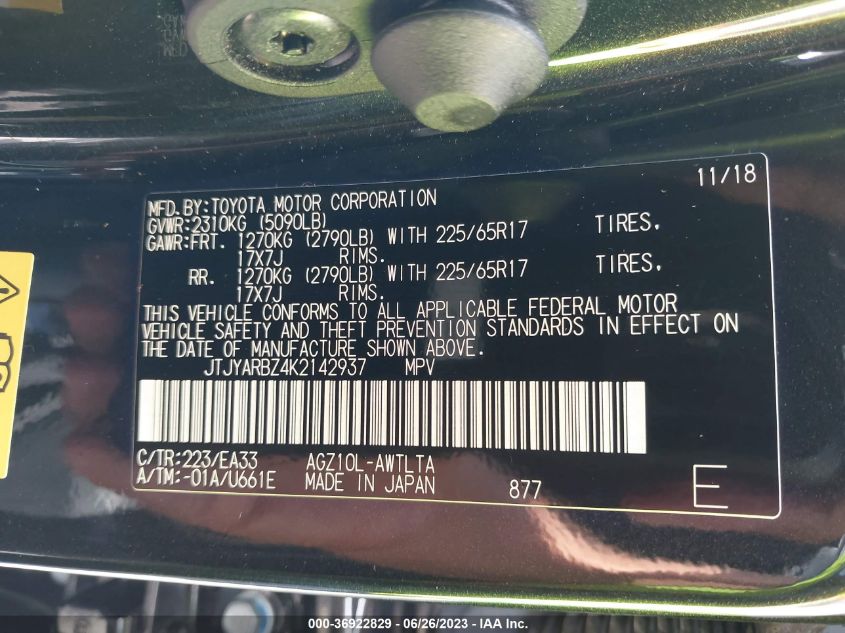 11/18
MFD.BY:TOYOTA MOTOR CORPORATION
GVWR:2310KG (5090LB)
GAWR:FRT. 1270KG (2790LB) WITH 225/65R17 TIRES.
17X7J RIMS.
RR. 1270KG (2790LB) WITH 225/65R17 TIRES.
17X7J RIMS.
THIS VEHICLE CONFORMS TO ALL APPLICABLE FEDERAL MOTOR
VEHICLE SAFETY AND THEFT PREVENTION STANDARDS IN EFFECT ON
THE DATE OF MANUFACTURE SHOWN ABOVE.
JTJYARBZ4K2142937 MPV
C/TR:223/EA33 AGZ10L-AWTLTA
A/TM:-01A/U661E MADE IN JAPAN 877 E
000-36922829 - 06/26/2023 - IAA Inc.